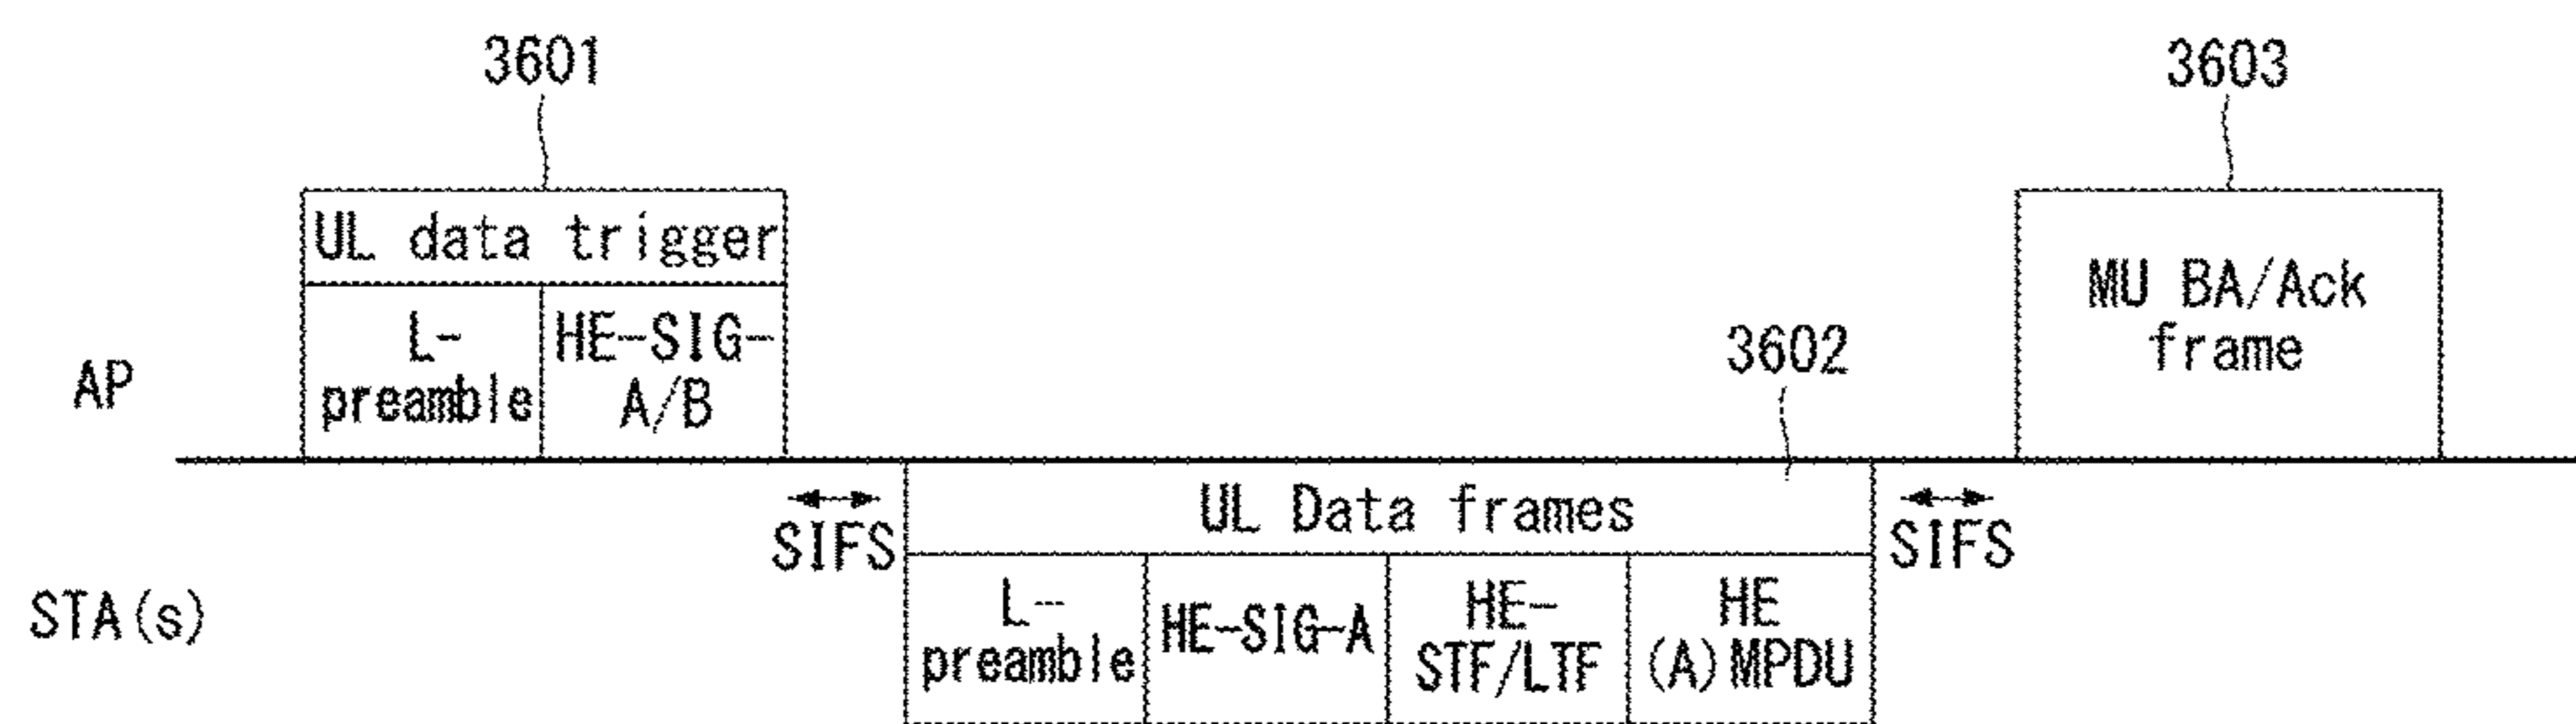 3601
3603
UL data trigger
L-
preamble
HE-SIG-
A/B
MU BA/Ack
frame
AP
3602
SIFS
UL Data frames
SIFS
STA(s)
L-
preamble
HE-SIG-A
HE-
STF/LTF
HE
(A)MPDU